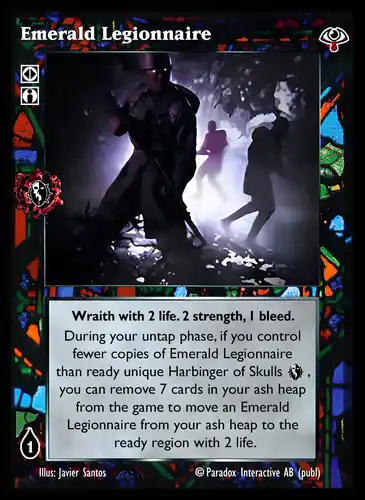 Emerald Legionnaire
Wraith with 2 life. 2 strength, 1 bleed.
During your untap phase, if you control
fewer copies of Emerald Legionnaire
than ready unique Harbinger of Skulls ,
you can remove 7 cards in your ash heap
from the game to move an Emerald
Legionnaire from your ash heap to the
ready region with 2 life.
1
Illus: Javier Santos © Paradox Interactive AB (publ)